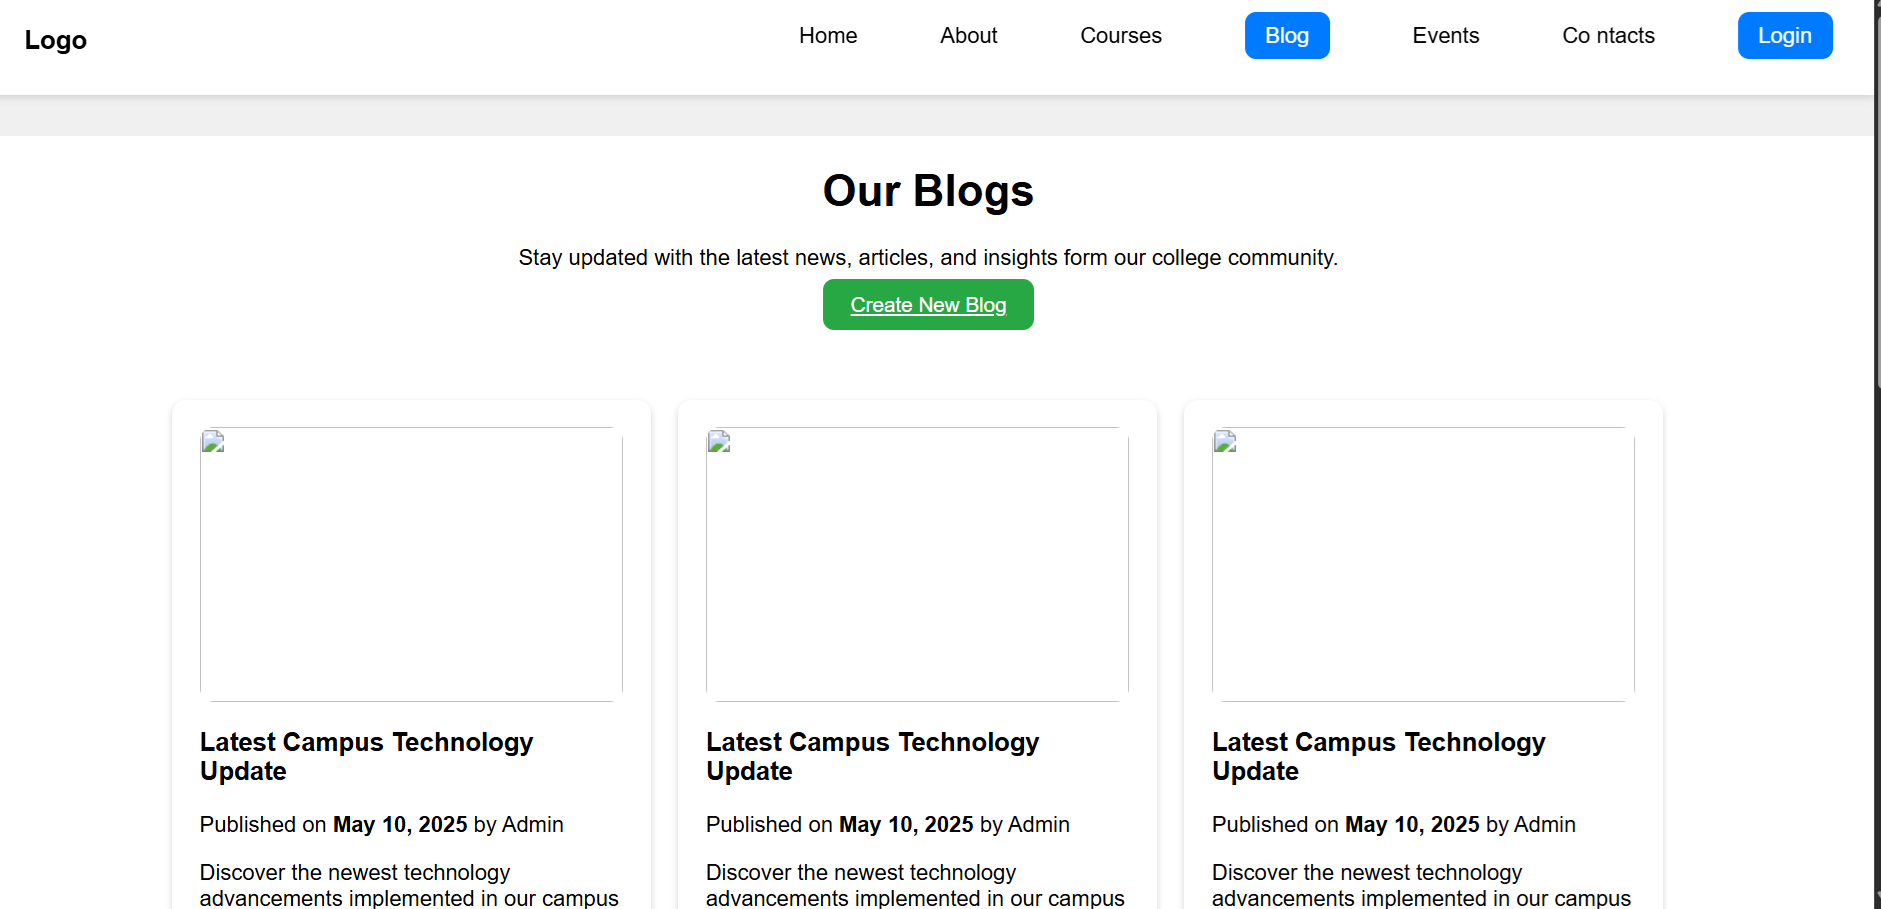 Logo
Home About Courses Blog Events Co ntacts Login
Our Blogs
Stay updated with the latest news, articles, and insights form our college community.
Create New Blog
Latest Campus Technology
Update
Published on May 10, 2025 by Admin
Discover the newest technology
advancements implemented in our campus
Latest Campus Technology
Update
Published on May 10, 2025 by Admin
Discover the newest technology
advancements implemented in our campus
Latest Campus Technology
Update
Published on May 10, 2025 by Admin
Discover the newest technology
advancements implemented in our campus